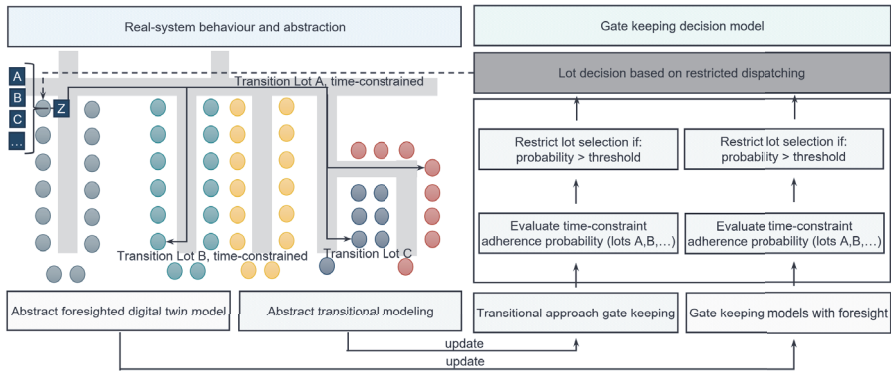 Real-system behaviour and abstraction
Gate keeping decision model
A
B
C
...
Z
Transition Lot A, time-constrained
Lot decision based on restricted dispatching
Restrict lot selection if:
probability > threshold
Restrict lot selection if:
probability > threshold
Evaluate time-constraint
adherence probability (lots A,B,...)
Evaluate time-constraint
adherence probability (lots A,B,...)
Transition Lot B, time-constrained
Transition Lot C
Abstract foresighted digital twin model
Abstract transitional modeling
Transitional approach gate keeping
Gate keeping models with foresight
update
update